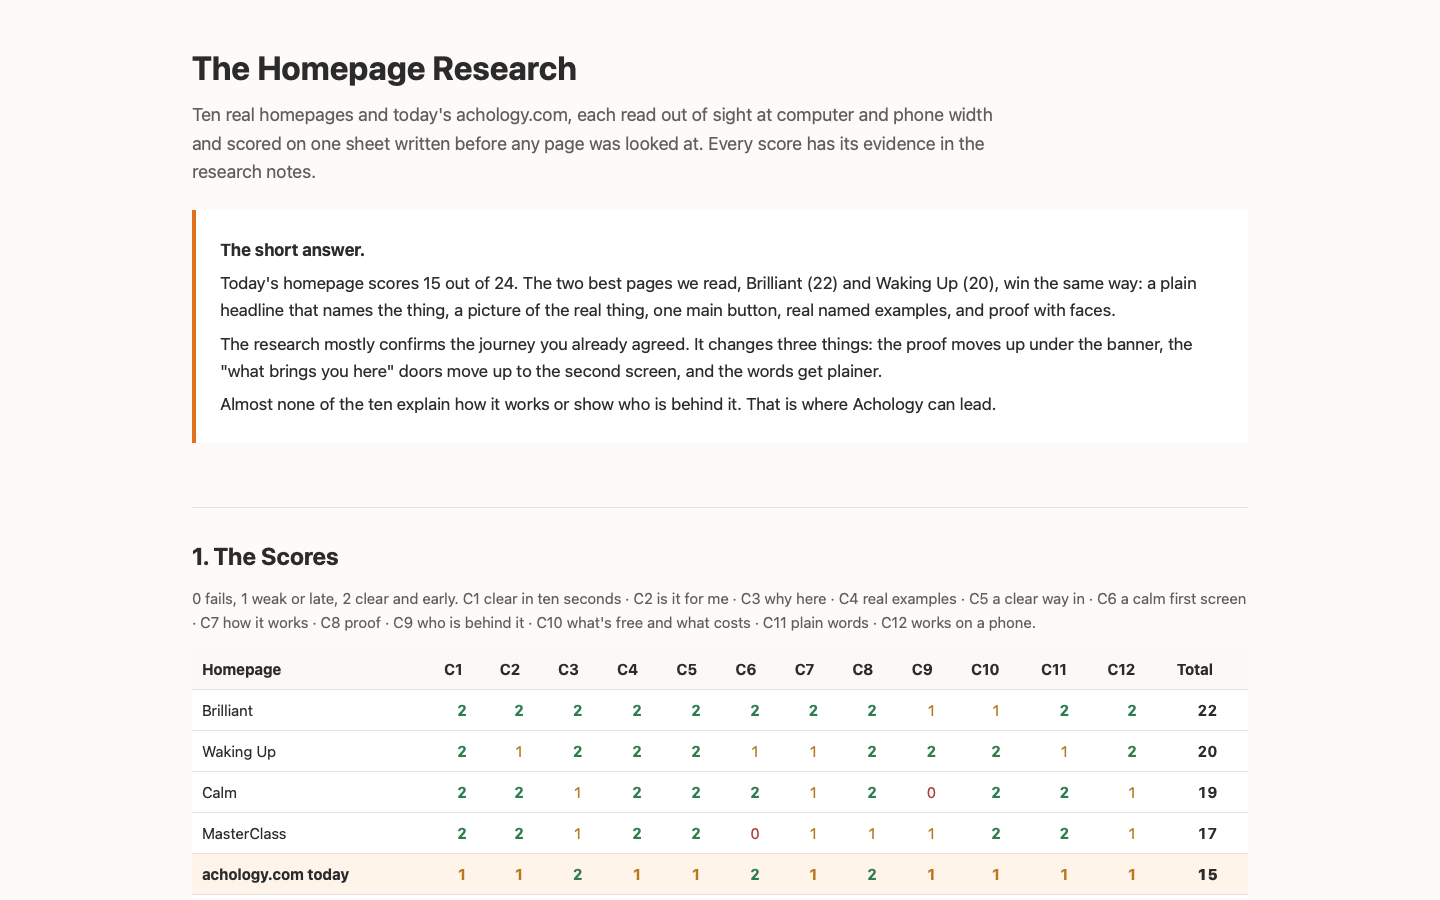 The Homepage Research
Ten real homepages and today's achology.com, each read out of sight at computer and phone width
and scored on one sheet written before any page was looked at. Every score has its evidence in the
research notes.
The short answer.
Today's homepage scores 15 out of 24. The two best pages we read, Brilliant (22) and Waking Up (20), win the same way: a plain
headline that names the thing, a picture of the real thing, one main button, real named examples, and proof with faces.
The research mostly confirms the journey you already agreed. It changes three things: the proof moves up under the banner, the
"what brings you here" doors move up to the second screen, and the words get plainer.
Almost none of the ten explain how it works or show who is behind it. That is where Achology can lead.
1. The Scores
0 fails, 1 weak or late, 2 clear and early. C1 clear in ten seconds · C2 is it for me · C3 why here · C4 real examples · C5 a clear way in · C6 a calm first screen
· C7 how it works · C8 proof · C9 who is behind it · C10 what's free and what costs · C11 plain words · C12 works on a phone.
Homepage C1 C2 C3 C4 C5 C6 C7 C8 C9 C10 C11 C12 Total
Brilliant 2 2 2 2 2 2 2 2 1 1 2 2 22
Waking Up 2 1 2 2 2 1 1 2 2 2 1 2 20
Calm 2 2 1 2 2 2 1 2 0 2 2 1 19
MasterClass 2 2 1 2 2 0 1 1 1 2 2 1 17
achology.com today 1 1 2 1 1 2 1 2 1 1 1 1 15